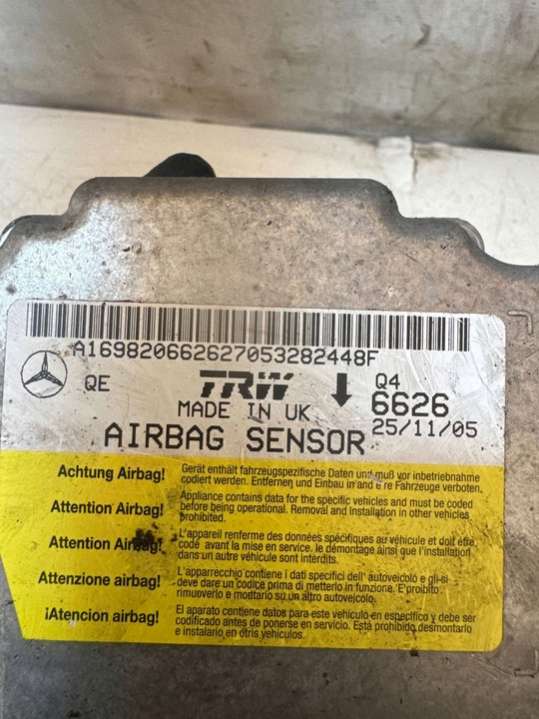 A1698206626270532​82448F
QE TRW Q4
MADE IN UK 6626
25/11/05
AIRBAG SENSOR
Achtung Airbag! Gerät enthält fahrzeugspezifische Daten und muß vor inbetriebnahme
codiert werden. Entfernen und Einbau in andere Fahrzeuge verboten.
Attention Airbag! Appliance contains data for the specific vehicles and must be coded
before being operational. Removal and Installation in other vehicles
prohibited.
Attention Airbag! L'appareil renferme des données spécifiques au véhicule et doit être
codé avant la mise en service. le démontage ainsi que l'installation
dans un autre véhicule sont interdits.
Attenzione airbag! L'apparecchio contiene i dati specifici dell' autoveicolo e gli-si
deve dare un codice prima di metterlo in funzione. E'proibito
rimuoverlo e mottarlo su un altro autoveicolo.
¡Atencion airbag! El aparato contiene datos para este vehículo en específico y debe ser
codificado antes de ponerse en servicio. Está prohibido desmontarlo
e instalarlo en otros vehículos.